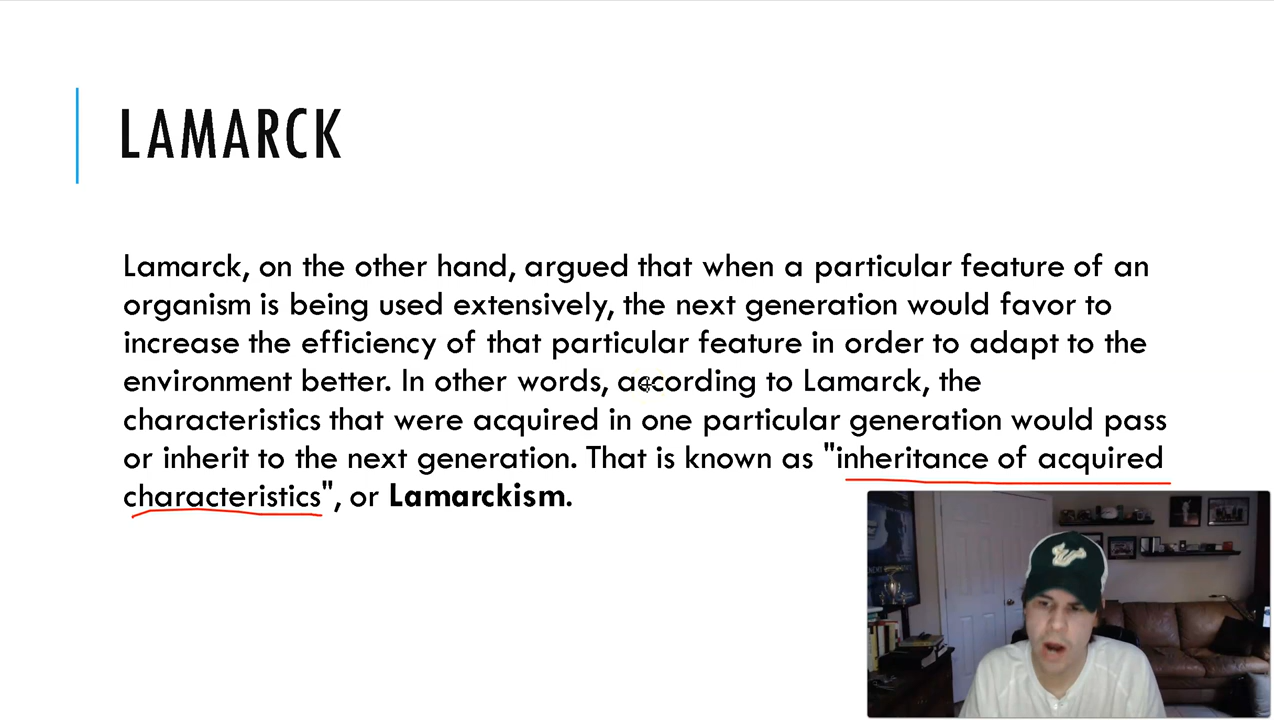 LAMARCK
Lamarck, on the other hand, argued that when a particular feature of an
organism is being used extensively, the next generation would favor to
increase the efficiency of that particular feature in order to adapt to the
environment better. In other words, according to Lamarck, the
characteristics that were acquired in one particular generation would pass
or inherit to the next generation. That is known as "inheritance of acquired
characteristics", or Lamarckism.